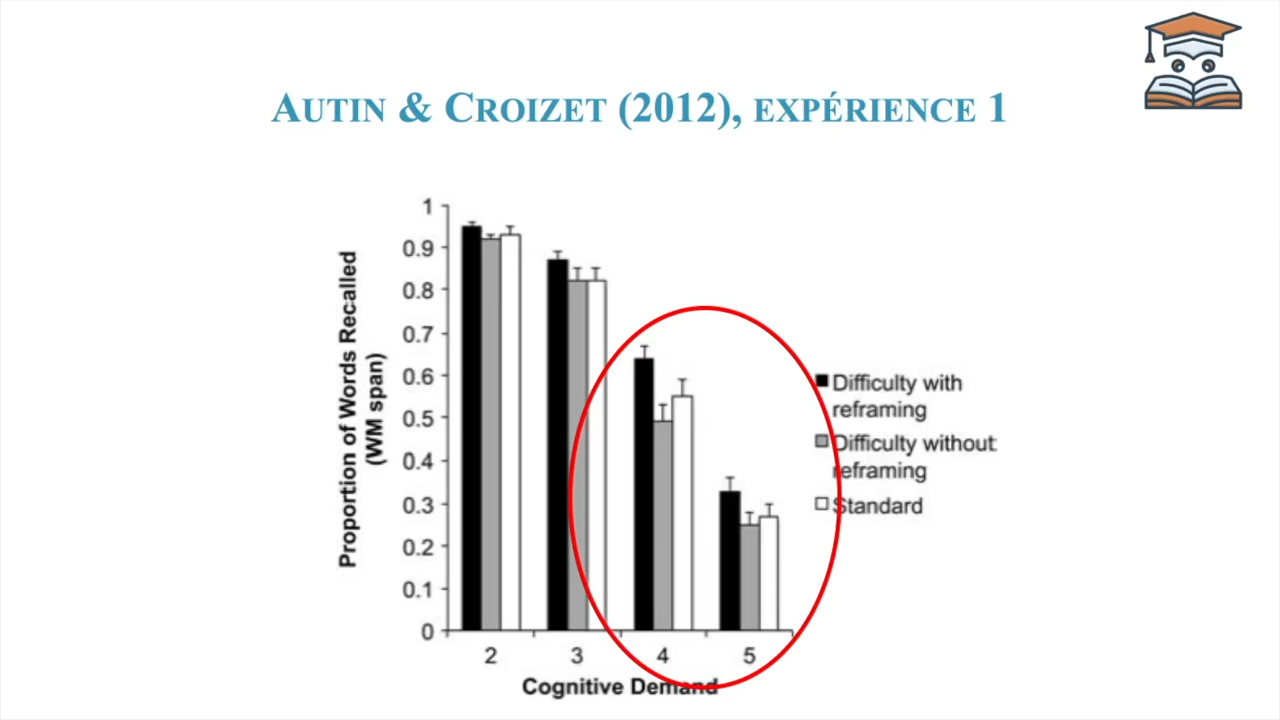 AUTIN & CROIZET (2012), EXPÉRIENCE 1
1
0.9
0.8
0.7
0.6
0.5
0.4
0.3
0.2
0.1
0
Proportion of Words Recalled
(WM span)
2 3 4 5
Cognitive Demand
Difficulty with
reframing
Difficulty without
reframing
Standard